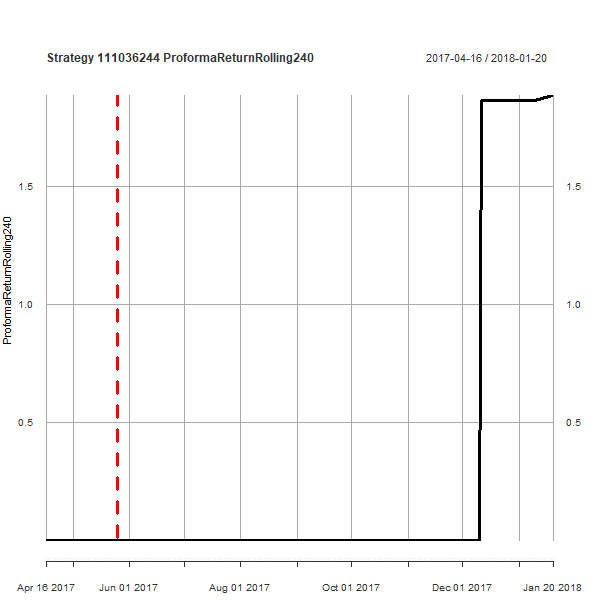 Strategy 111036244 ProformaReturnRolling240
2017-04-16 / 2018-01-20
ProformaReturnRolling240
1.5
1.5
1.0
1.0
0.5
0.5
Apr 16 2017
Jun 01 2017
Aug 01 2017
Oct 01 2017
Dec 01 2017
Jan 20 2018